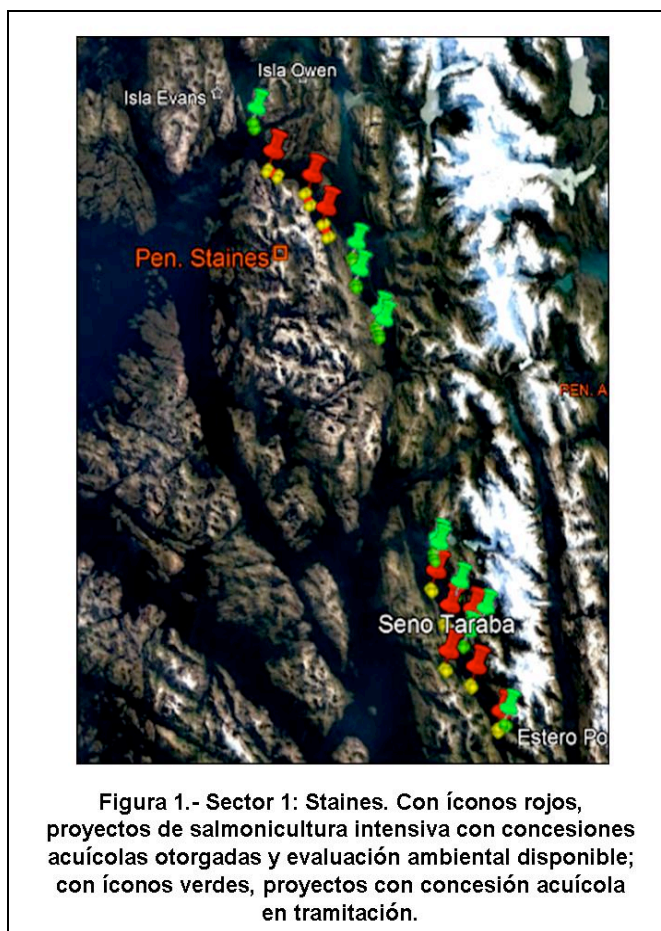 Isla Owen
Isla Evans
Pen. Staines
PEN. A
Seno Taraba
Estero Po
Figura 1.- Sector 1: Staines. Con íconos rojos,
proyectos de salmonicultura intensiva con concesiones
acuícolas otorgadas y evaluación ambiental disponible;
con íconos verdes, proyectos con concesión acuícola
en tramitación.